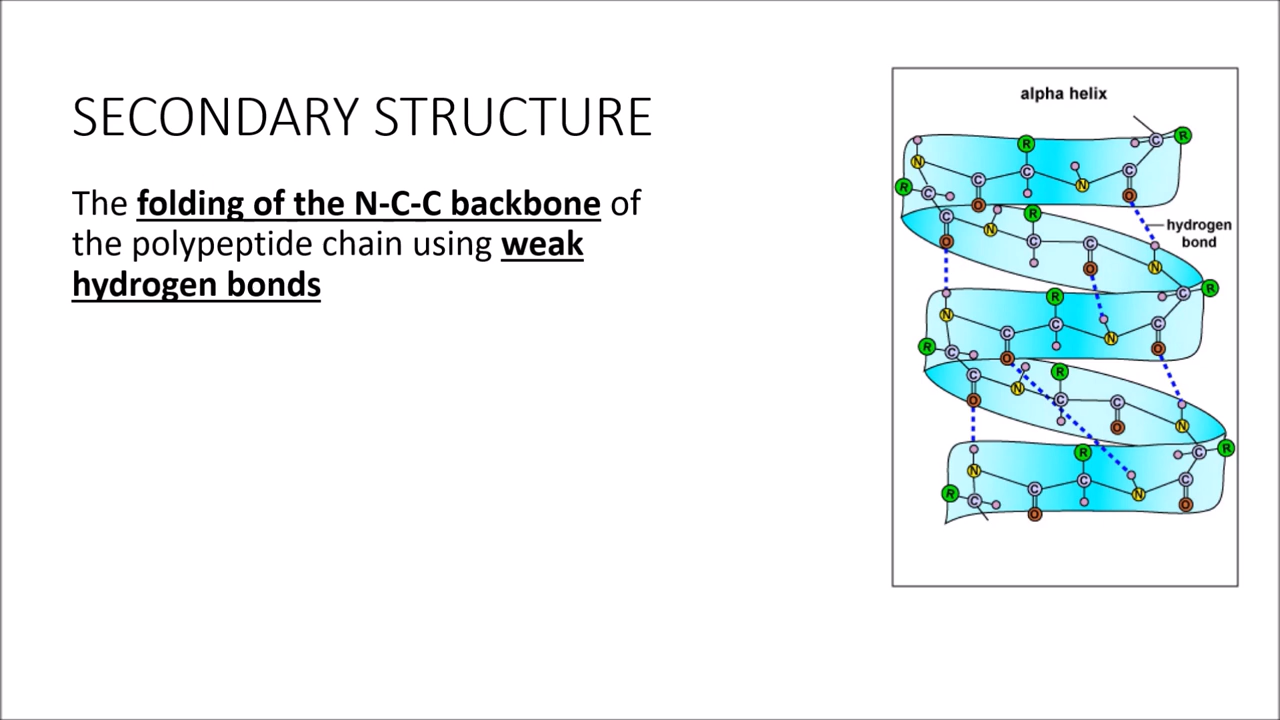 SECONDARY STRUCTURE
The folding of the N-C-C backbone of
the polypeptide chain using weak
hydrogen bonds
alpha helix
C R
R
N C C
R C C N O
O
C N R hydrogen
O C C bond
O N
C R
R
N C C
R C C N O
O
C N R
O C C
O N
C R
R
N C C
R C C N O
O